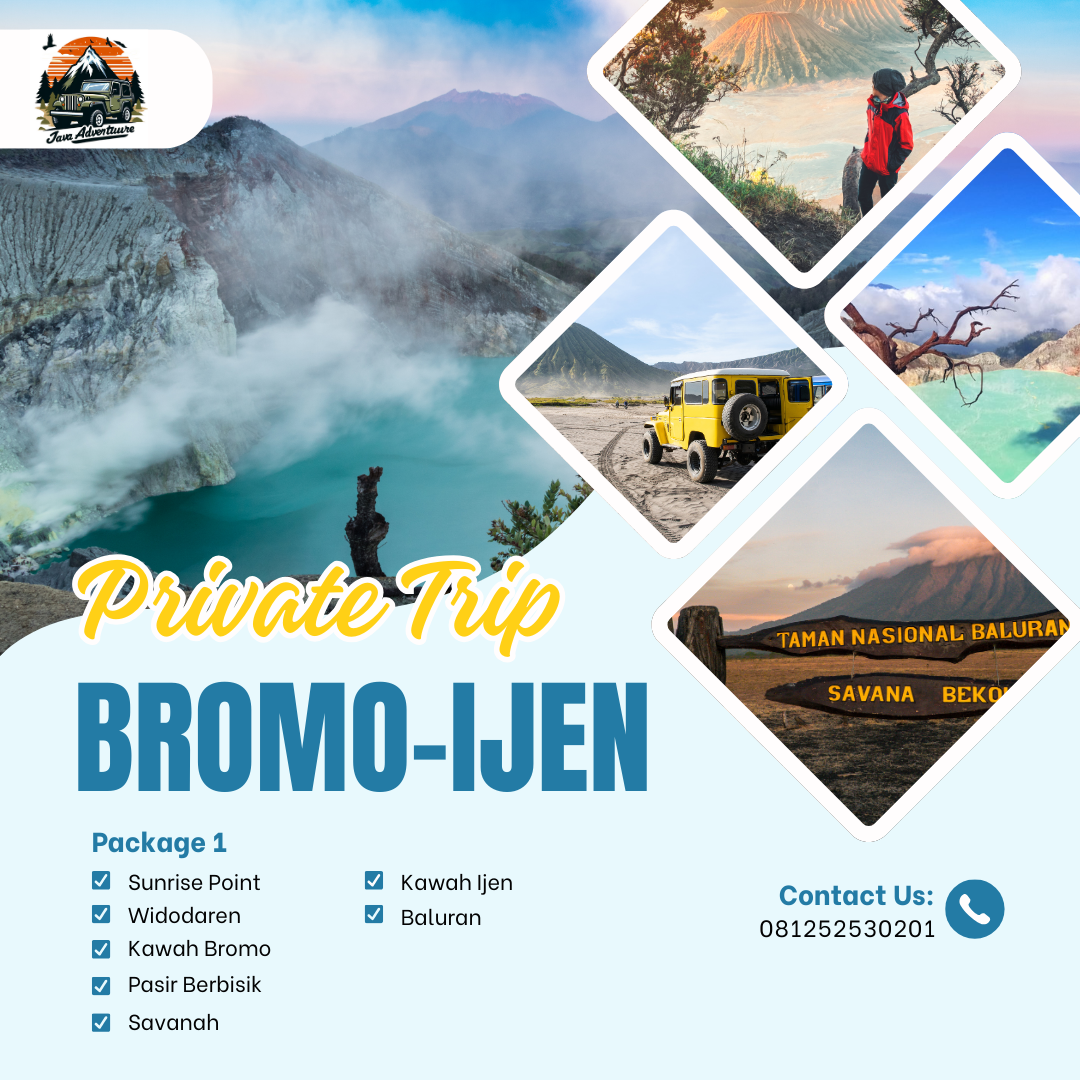 Java Adventuure
TAMAN NASIONAL BALURAN
SAVANA BEKO
Private Trip
BROMO-IJEN
Package 1
Sunrise Point
Widodaren
Kawah Bromo
Pasir Berbisik
Savanah
Kawah Ijen
Baluran
Contact Us:
081252530201